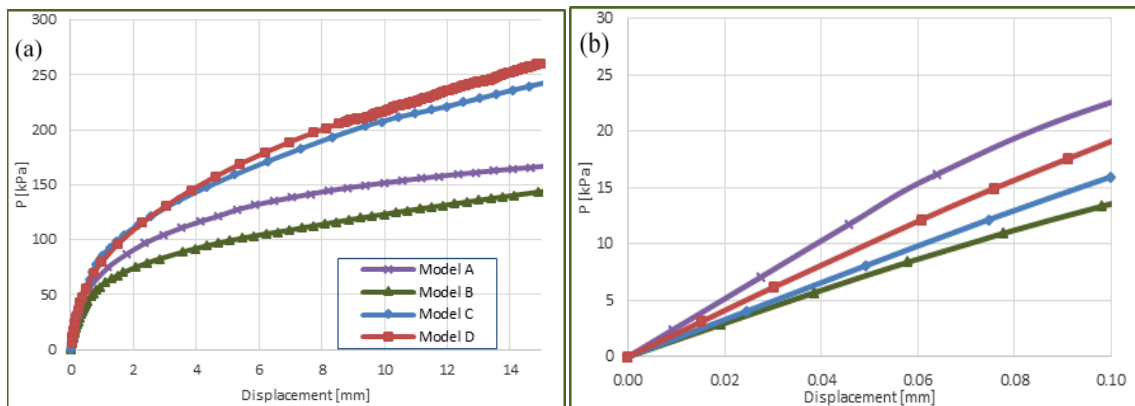 (a)
P [kPa]
300
250
200
150
100
50
0
0 2 4 6 8 10 12 14
Displacement [mm]
Model A
Model B
Model C
Model D
(b)
P [kPa]
30
25
20
15
10
5
0
0.00 0.02 0.04 0.06 0.08 0.10
Displacement [mm]